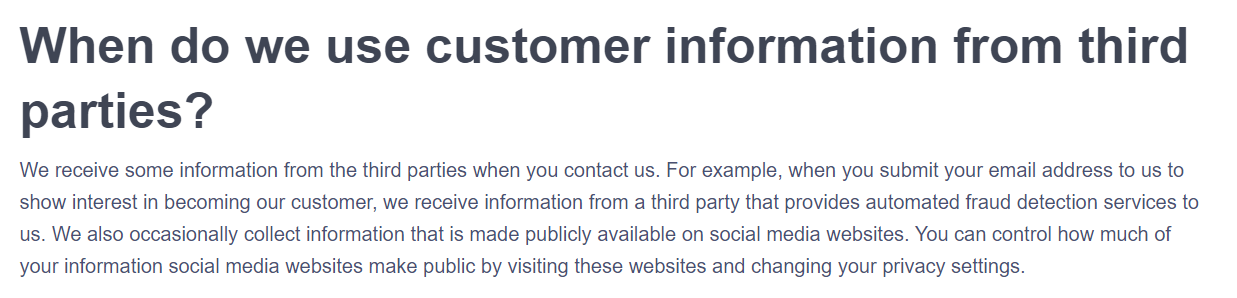 When do we use customer information from third
parties?
We receive some information from the third parties when you contact us. For example, when you submit your email address to us to
show interest in becoming our customer, we receive information from a third party that provides automated fraud detection services to
us. We also occasionally collect information that is made publicly available on social media websites. You can control how much of
your information social media websites make public by visiting these websites and changing your privacy settings.